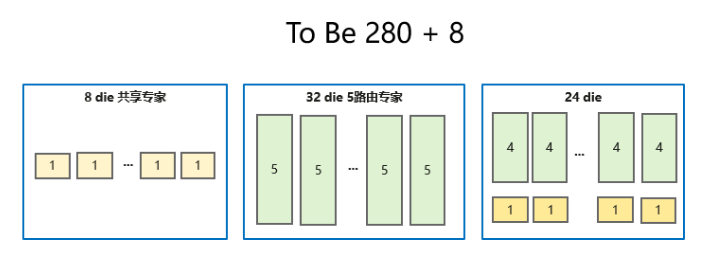 To Be 280 + 8
8 die 共享专家
1 1 ... 1 1
32 die 5路由专家
5 5 ... 5 5
24 die
4 4 ... 4 4
1 1 1 1